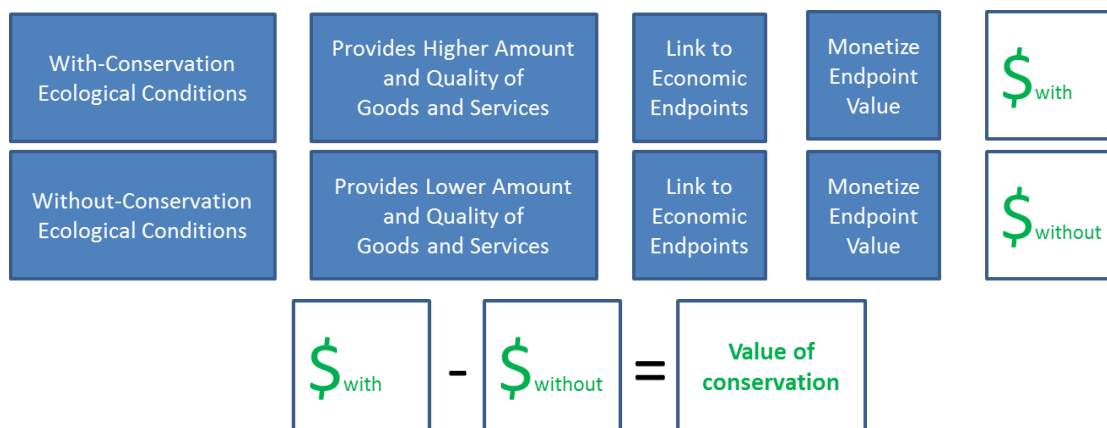 With-Conservation
Ecological Conditions
Provides Higher Amount
and Quality of
Goods and Services
Link to
Economic
Endpoints
Monetize
Endpoint
Value
$with
Without-Conservation
Ecological Conditions
Provides Lower Amount
and Quality of
Goods and Services
Link to
Economic
Endpoints
Monetize
Endpoint
Value
$without
$with - $without = Value of
conservation